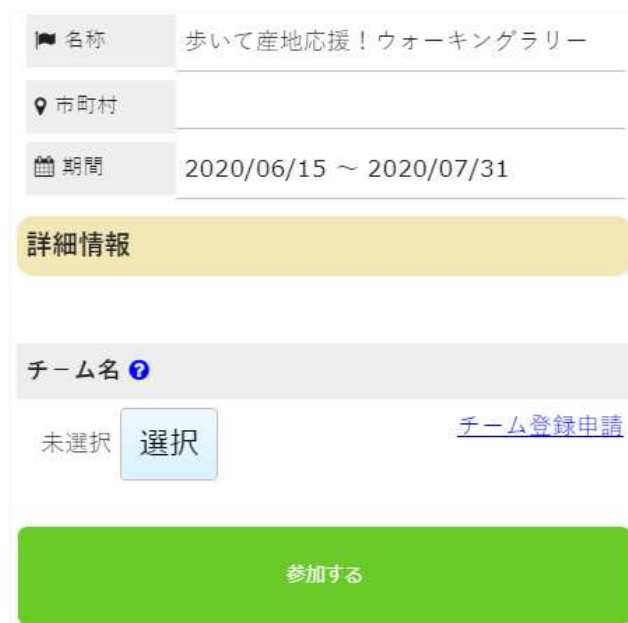 名称 歩いて産地応援！ウォーキングラリー
市町村
期間 2020/06/15 ～ 2020/07/31
詳細情報
チーム名
未選択 選択 チーム登録申請
参加する